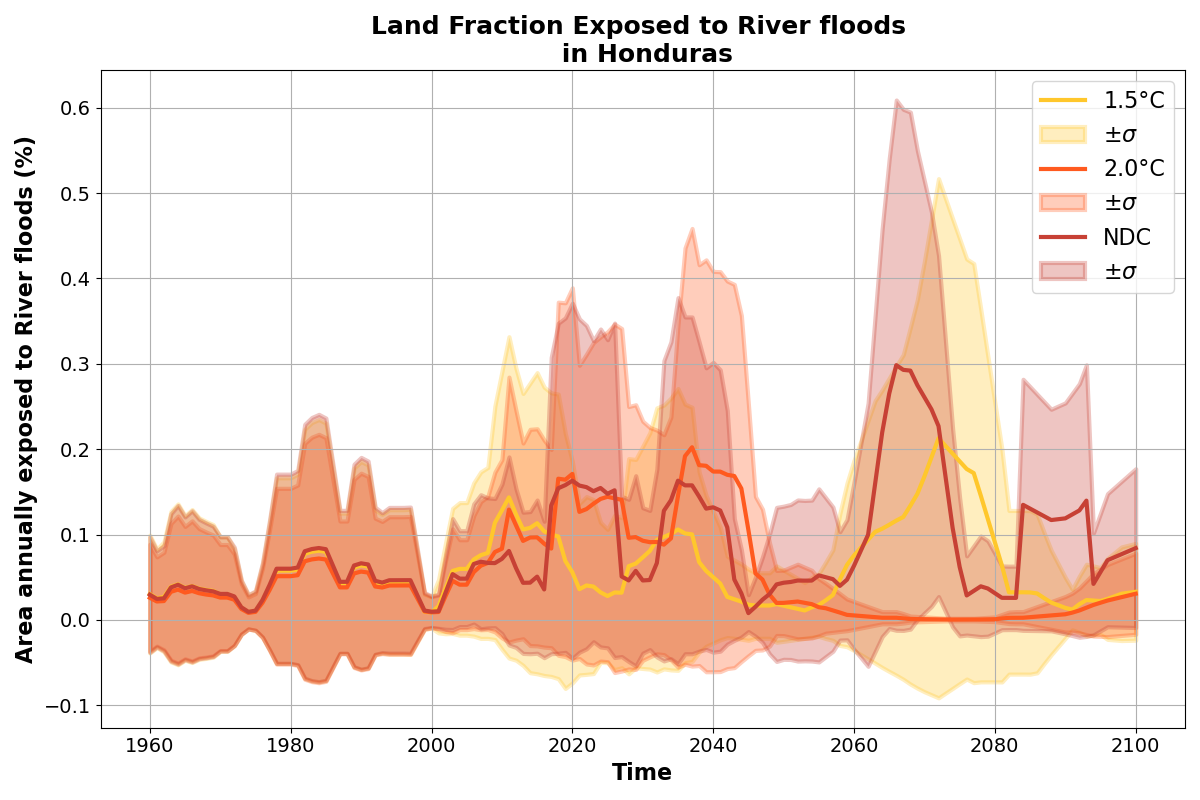 Land Fraction Exposed to River floods
in Honduras
Area annually exposed to River floods (%)
0.6
0.5
0.4
0.3
0.2
0.1
0.0
−0.1
1.5°C
±σ
2.0°C
±σ
NDC
±σ
1960
1980
2000
2020
2040
2060
2080
2100
Time